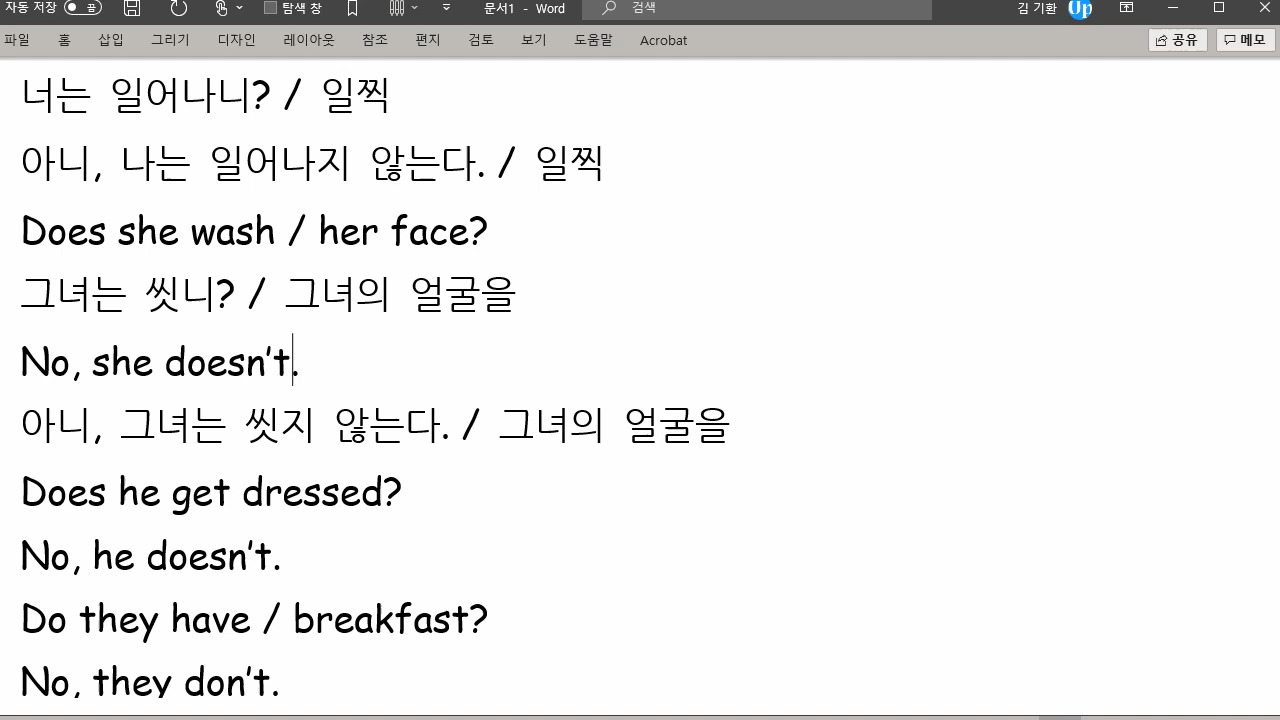 자동 저장 끔 탐색 창 문서1 - Word 검색 김 기환 Up
파일 홈 삽입 그리기 디자인 레이아웃 참조 편지 검토 보기 도움말 Acrobat 공유 메모
너는 일어나니? / 일찍
아니, 나는 일어나지 않는다. / 일찍
Does she wash / her face?
그녀는 씻니? / 그녀의 얼굴을
No, she doesn’t.
아니, 그녀는 씻지 않는다. / 그녀의 얼굴을
Does he get dressed?
No, he doesn’t.
Do they have / breakfast?
No, they don’t.